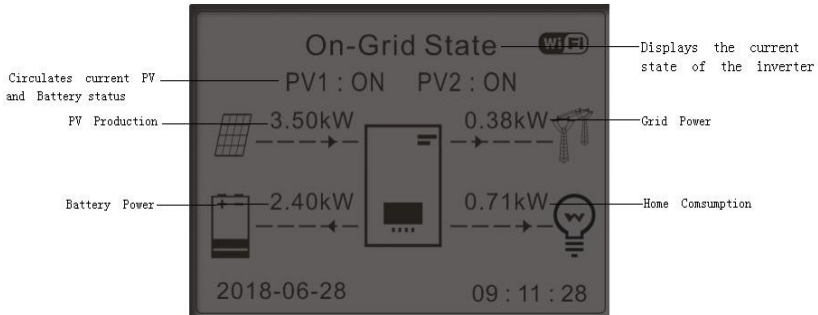 On-Grid State WiFi
Displays the current
state of the inverter
Circulates current PV
and Battery status
PV1 : ON PV2 : ON
PV Production
3.50kW
0.38kW
Grid Power
Battery Power
2.40kW
0.71kW
Home Comsumption
2018-06-28
09 : 11 : 28